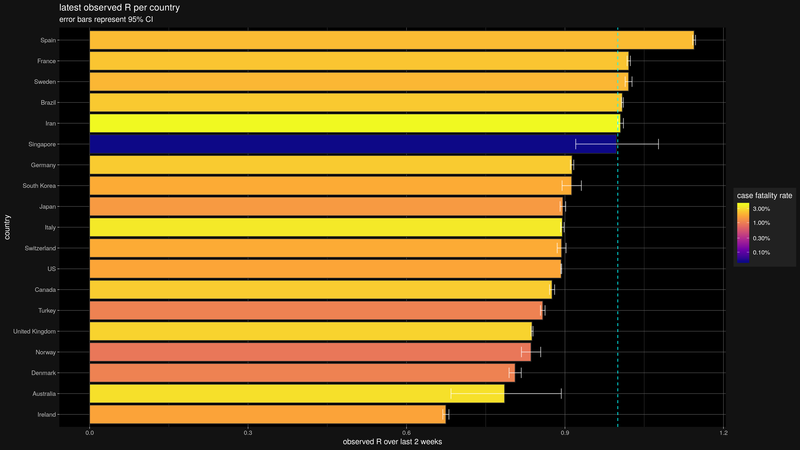 latest observed R per country
error bars represent 95% CI
country
Spain
France
Sweden
Brazil
Iran
Singapore
Germany
South Korea
Japan
Italy
Switzerland
US
Canada
Turkey
United Kingdom
Norway
Denmark
Australia
Ireland
0.0
0.3
0.6
0.9
1.2
observed R over last 2 weeks
case fatality rate
3.00%
1.00%
0.30%
0.10%